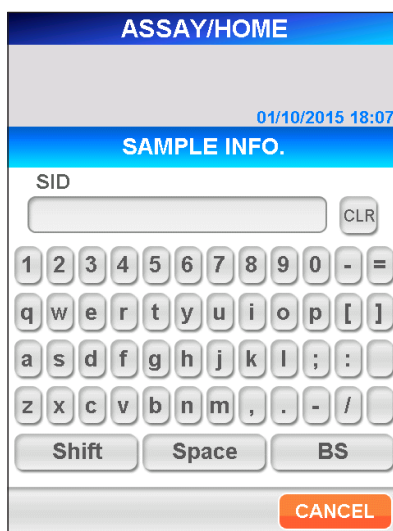 ASSAY/HOME
01/10/2015 18:07
SAMPLE INFO.
SID
CLR
1 2 3 4 5 6 7 8 9 0 - =
q w e r t y u i o p [ ]
a s d f g h j k l ; :
z x c v b n m , . - /
Shift Space BS
CANCEL